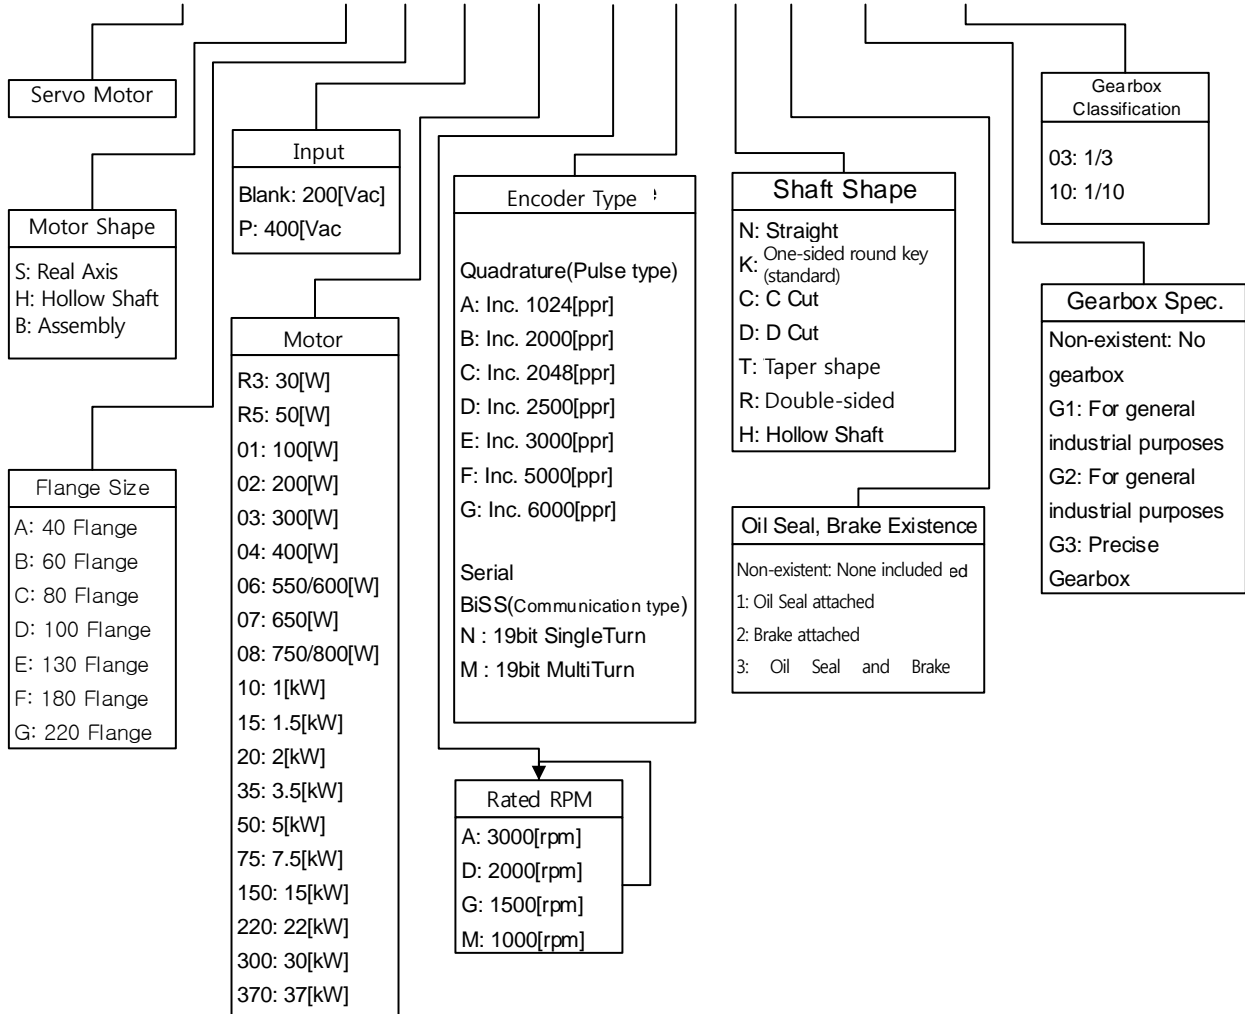 Servo Motor
Motor Shape
S: Real Axis
H: Hollow Shaft
B: Assembly
Flange Size
A: 40 Flange
B: 60 Flange
C: 80 Flange
D: 100 Flange
E: 130 Flange
F: 180 Flange
G: 220 Flange
Input
Blank: 200[Vac]
P: 400[Vac
Motor
R3: 30[W]
R5: 50[W]
01: 100[W]
02: 200[W]
03: 300[W]
04: 400[W]
06: 550/600[W]
07: 650[W]
08: 750/800[W]
10: 1[kW]
15: 1.5[kW]
20: 2[kW]
35: 3.5[kW]
50: 5[kW]
75: 7.5[kW]
150: 15[kW]
220: 22[kW]
300: 30[kW]
370: 37[kW]
Encoder Type
Quadrature(Pulse type)
A: Inc. 1024[ppr]
B: Inc. 2000[ppr]
C: Inc. 2048[ppr]
D: Inc. 2500[ppr]
E: Inc. 3000[ppr]
F: Inc. 5000[ppr]
G: Inc. 6000[ppr]
Serial
BiSS(Communication type)
N : 19bit SingleTurn
M : 19bit MultiTurn
Rated RPM
A: 3000[rpm]
D: 2000[rpm]
G: 1500[rpm]
M: 1000[rpm]
Shaft Shape
N: Straight
K: One-sided round key
(standard)
C: C Cut
D: D Cut
T: Taper shape
R: Double-sided
H: Hollow Shaft
Oil Seal, Brake Existence
Non-existent: None included ed
1: Oil Seal attached
2: Brake attached
3: Oil Seal and Brake
Gearbox
Classification
03: 1/3
10: 1/10
Gearbox Spec.
Non-existent: No
gearbox
G1: For general
industrial purposes
G2: For general
industrial purposes
G3: Precise
Gearbox